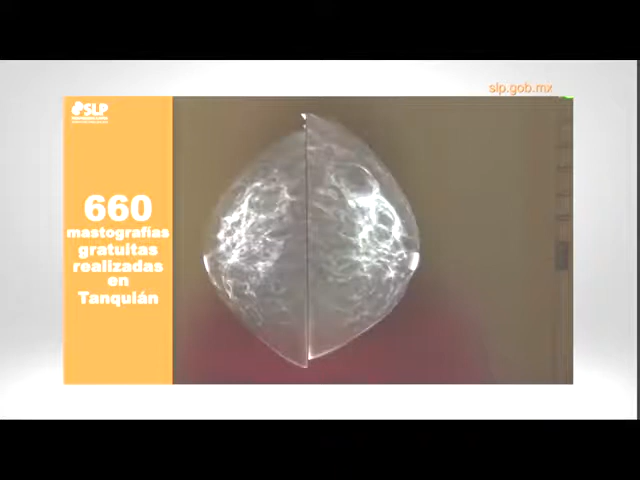 slp.gob.mx
SLP
660
mastografías
gratuitas
realizadas
en
Tanquián